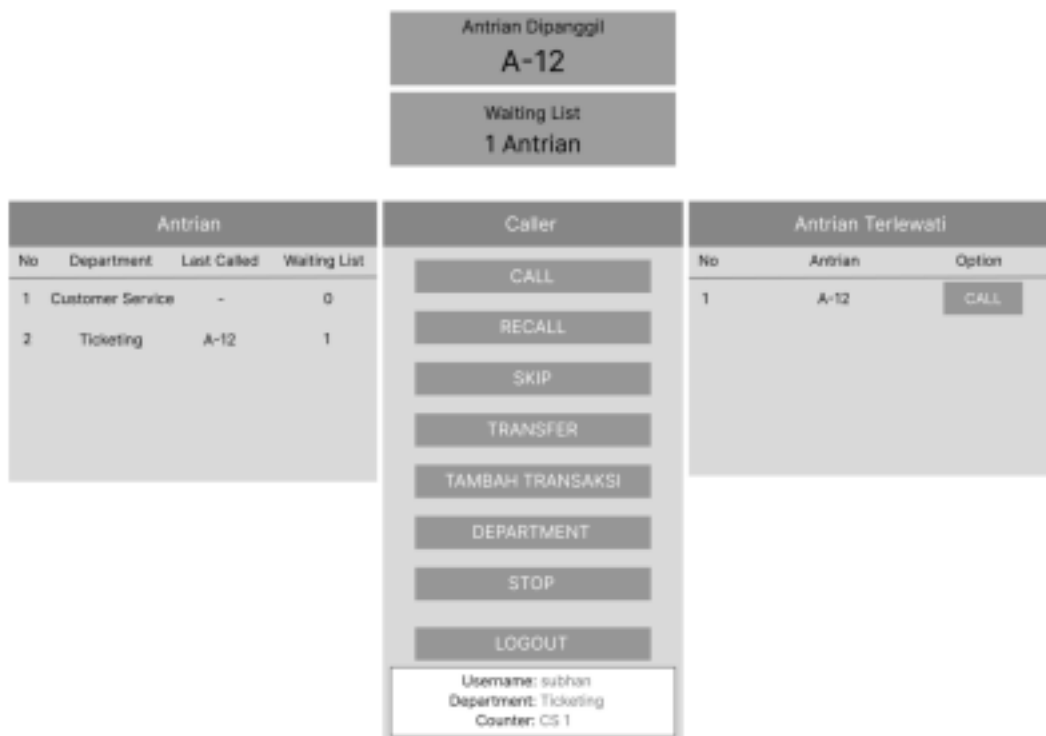 Antrian Dipanggil
A-12
Waiting List
1 Antrian
Antrian
No Department Last Called Waiting List
1 Customer Service - 0
2 Ticketing A-12 1
Caller
CALL
RECALL
SKIP
TRANSFER
TAMBAH TRANSAKSI
DEPARTMENT
STOP
LOGOUT
Username: subhan
Department: Ticketing
Counter: CS 1
Antrian Terlewati
No Antrian Option
1 A-12 CALL